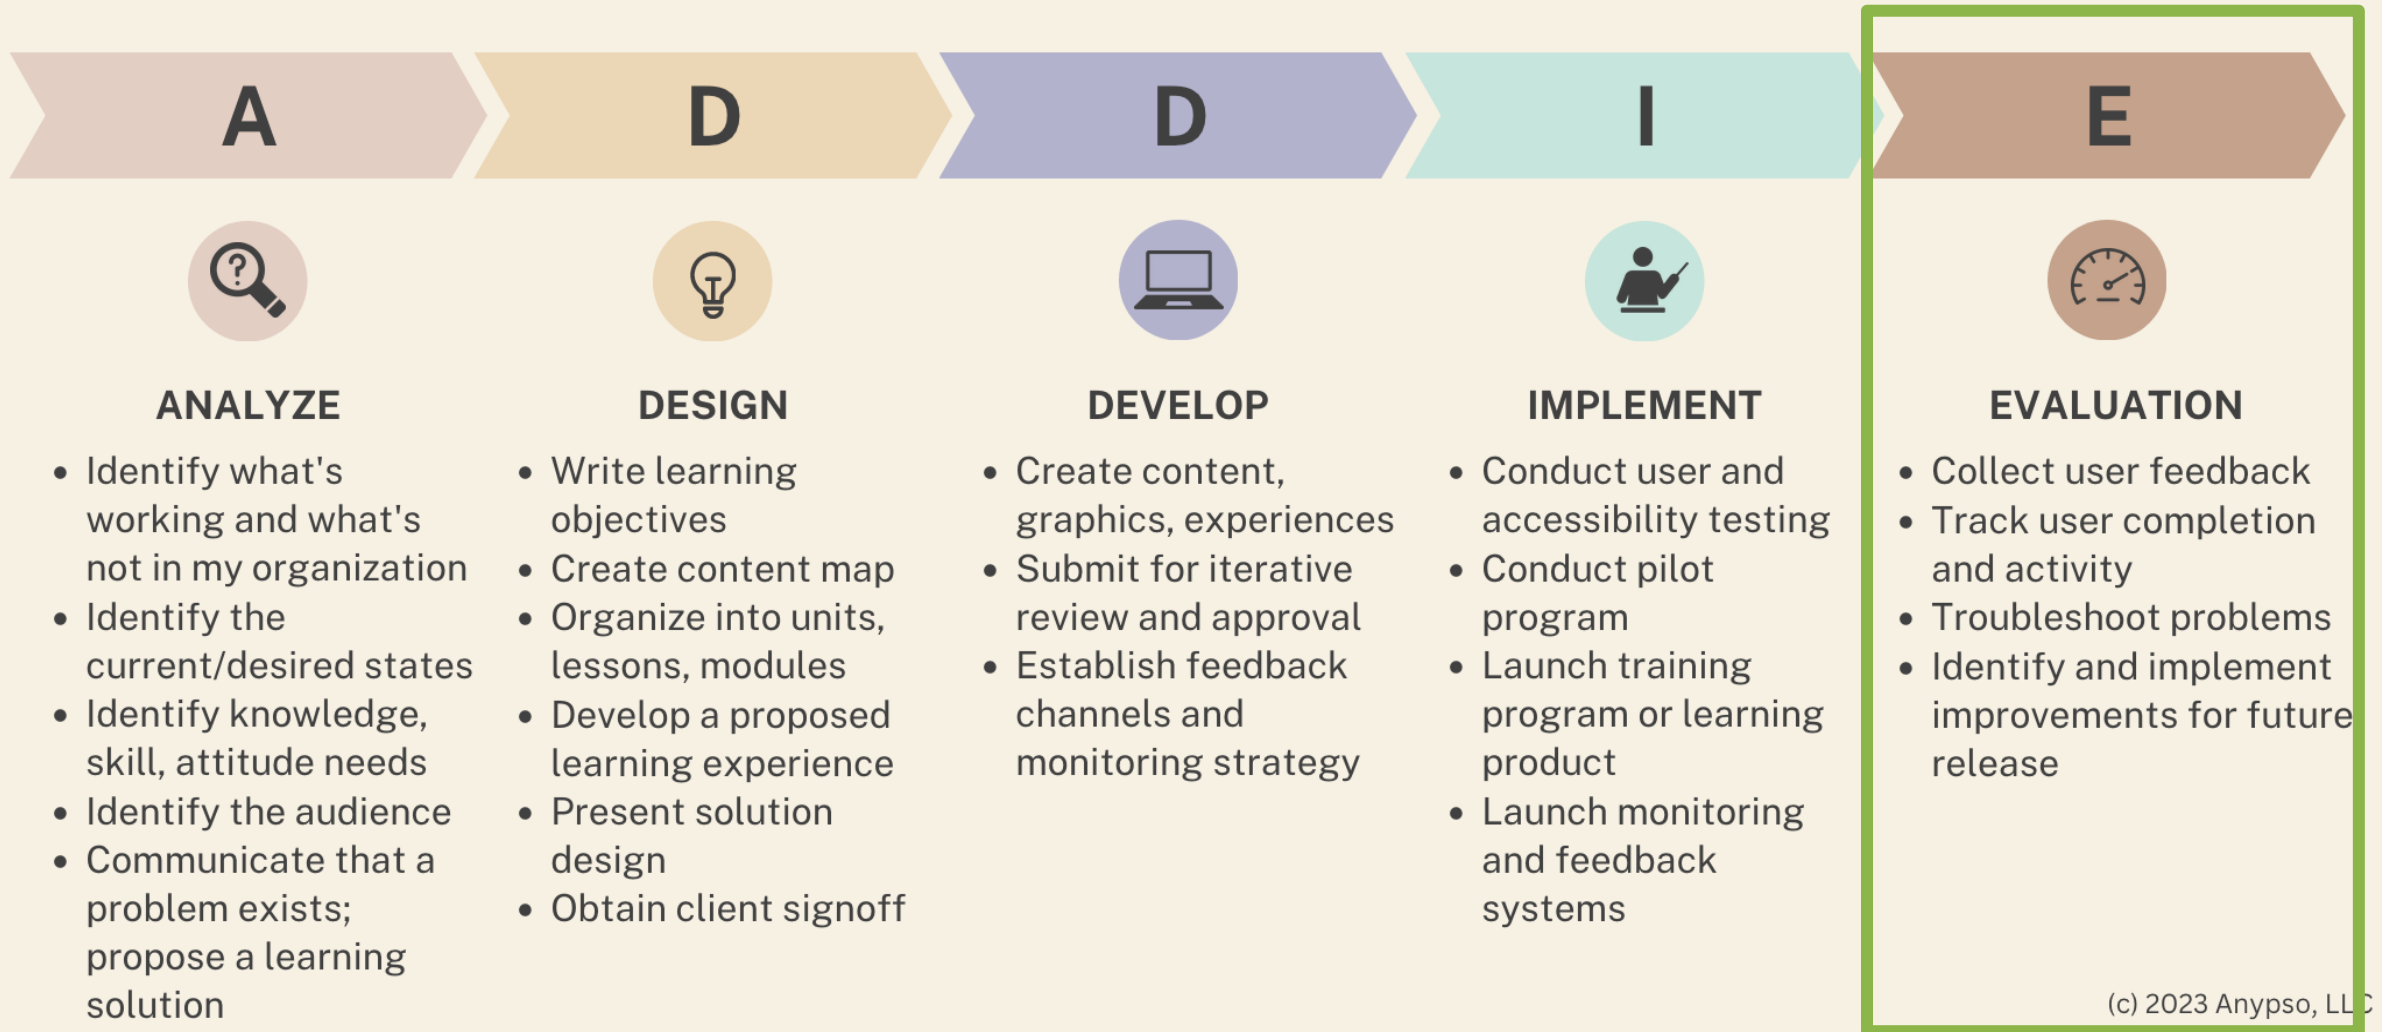 A
D
D
I
E
ANALYZE
Identify what's
working and what's
not in my organization
Identify the
current/desired states
Identify knowledge,
skill, attitude needs
Identify the audience
Communicate that a
problem exists;
propose a learning
solution
DESIGN
Write learning
objectives
Create content map
Organize into units,
lessons, modules
Develop a proposed
learning experience
Present solution
design
Obtain client signoff
DEVELOP
Create content,
graphics, experiences
Submit for iterative
review and approval
Establish feedback
channels and
monitoring strategy
IMPLEMENT
Conduct user and
accessibility testing
Conduct pilot
program
Launch training
program or learning
product
Launch monitoring
and feedback
systems
EVALUATION
Collect user feedback
Track user completion
and activity
Troubleshoot problems
Identify and implement
improvements for future
release
(c) 2023 Anypso, LLC